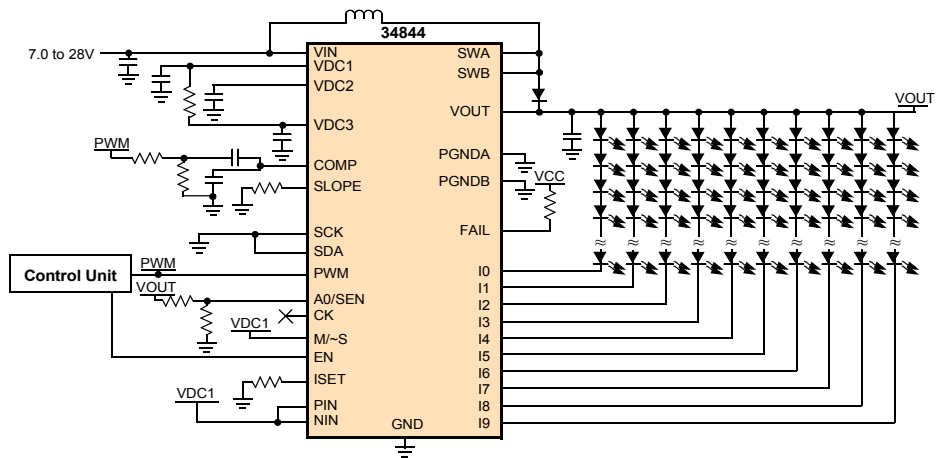 34844
7.0 to 28V
VIN
VDC1
VDC2
VDC3
PWM
COMP
SLOPE
SCK
SDA
Control Unit
PWM
PWM
VOUT
A0/SEN
CK
VDC1
M/~S
EN
ISET
VDC1
PIN
NIN
GND
SWA
SWB
VOUT
VOUT
PGNDA
PGNDB
VCC
FAIL
I0
I1
I2
I3
I4
I5
I6
I7
I8
I9